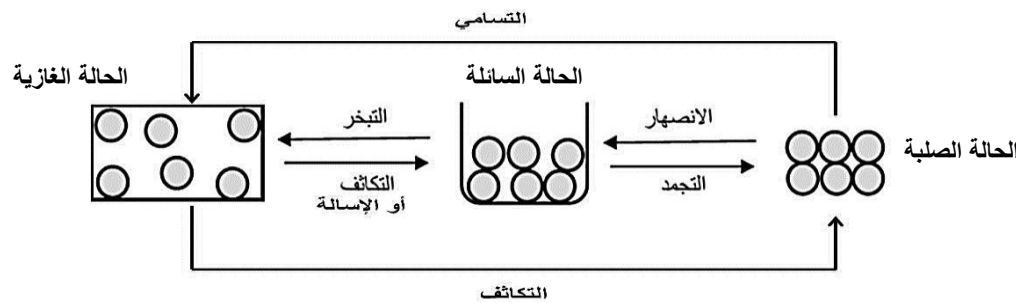 التسامي
الحالة الغازية
الحالة السائلة
الحالة الصلبة
التبخر
الانصهار
التكاثف
أو الإسالة
التجمد
التكاثف